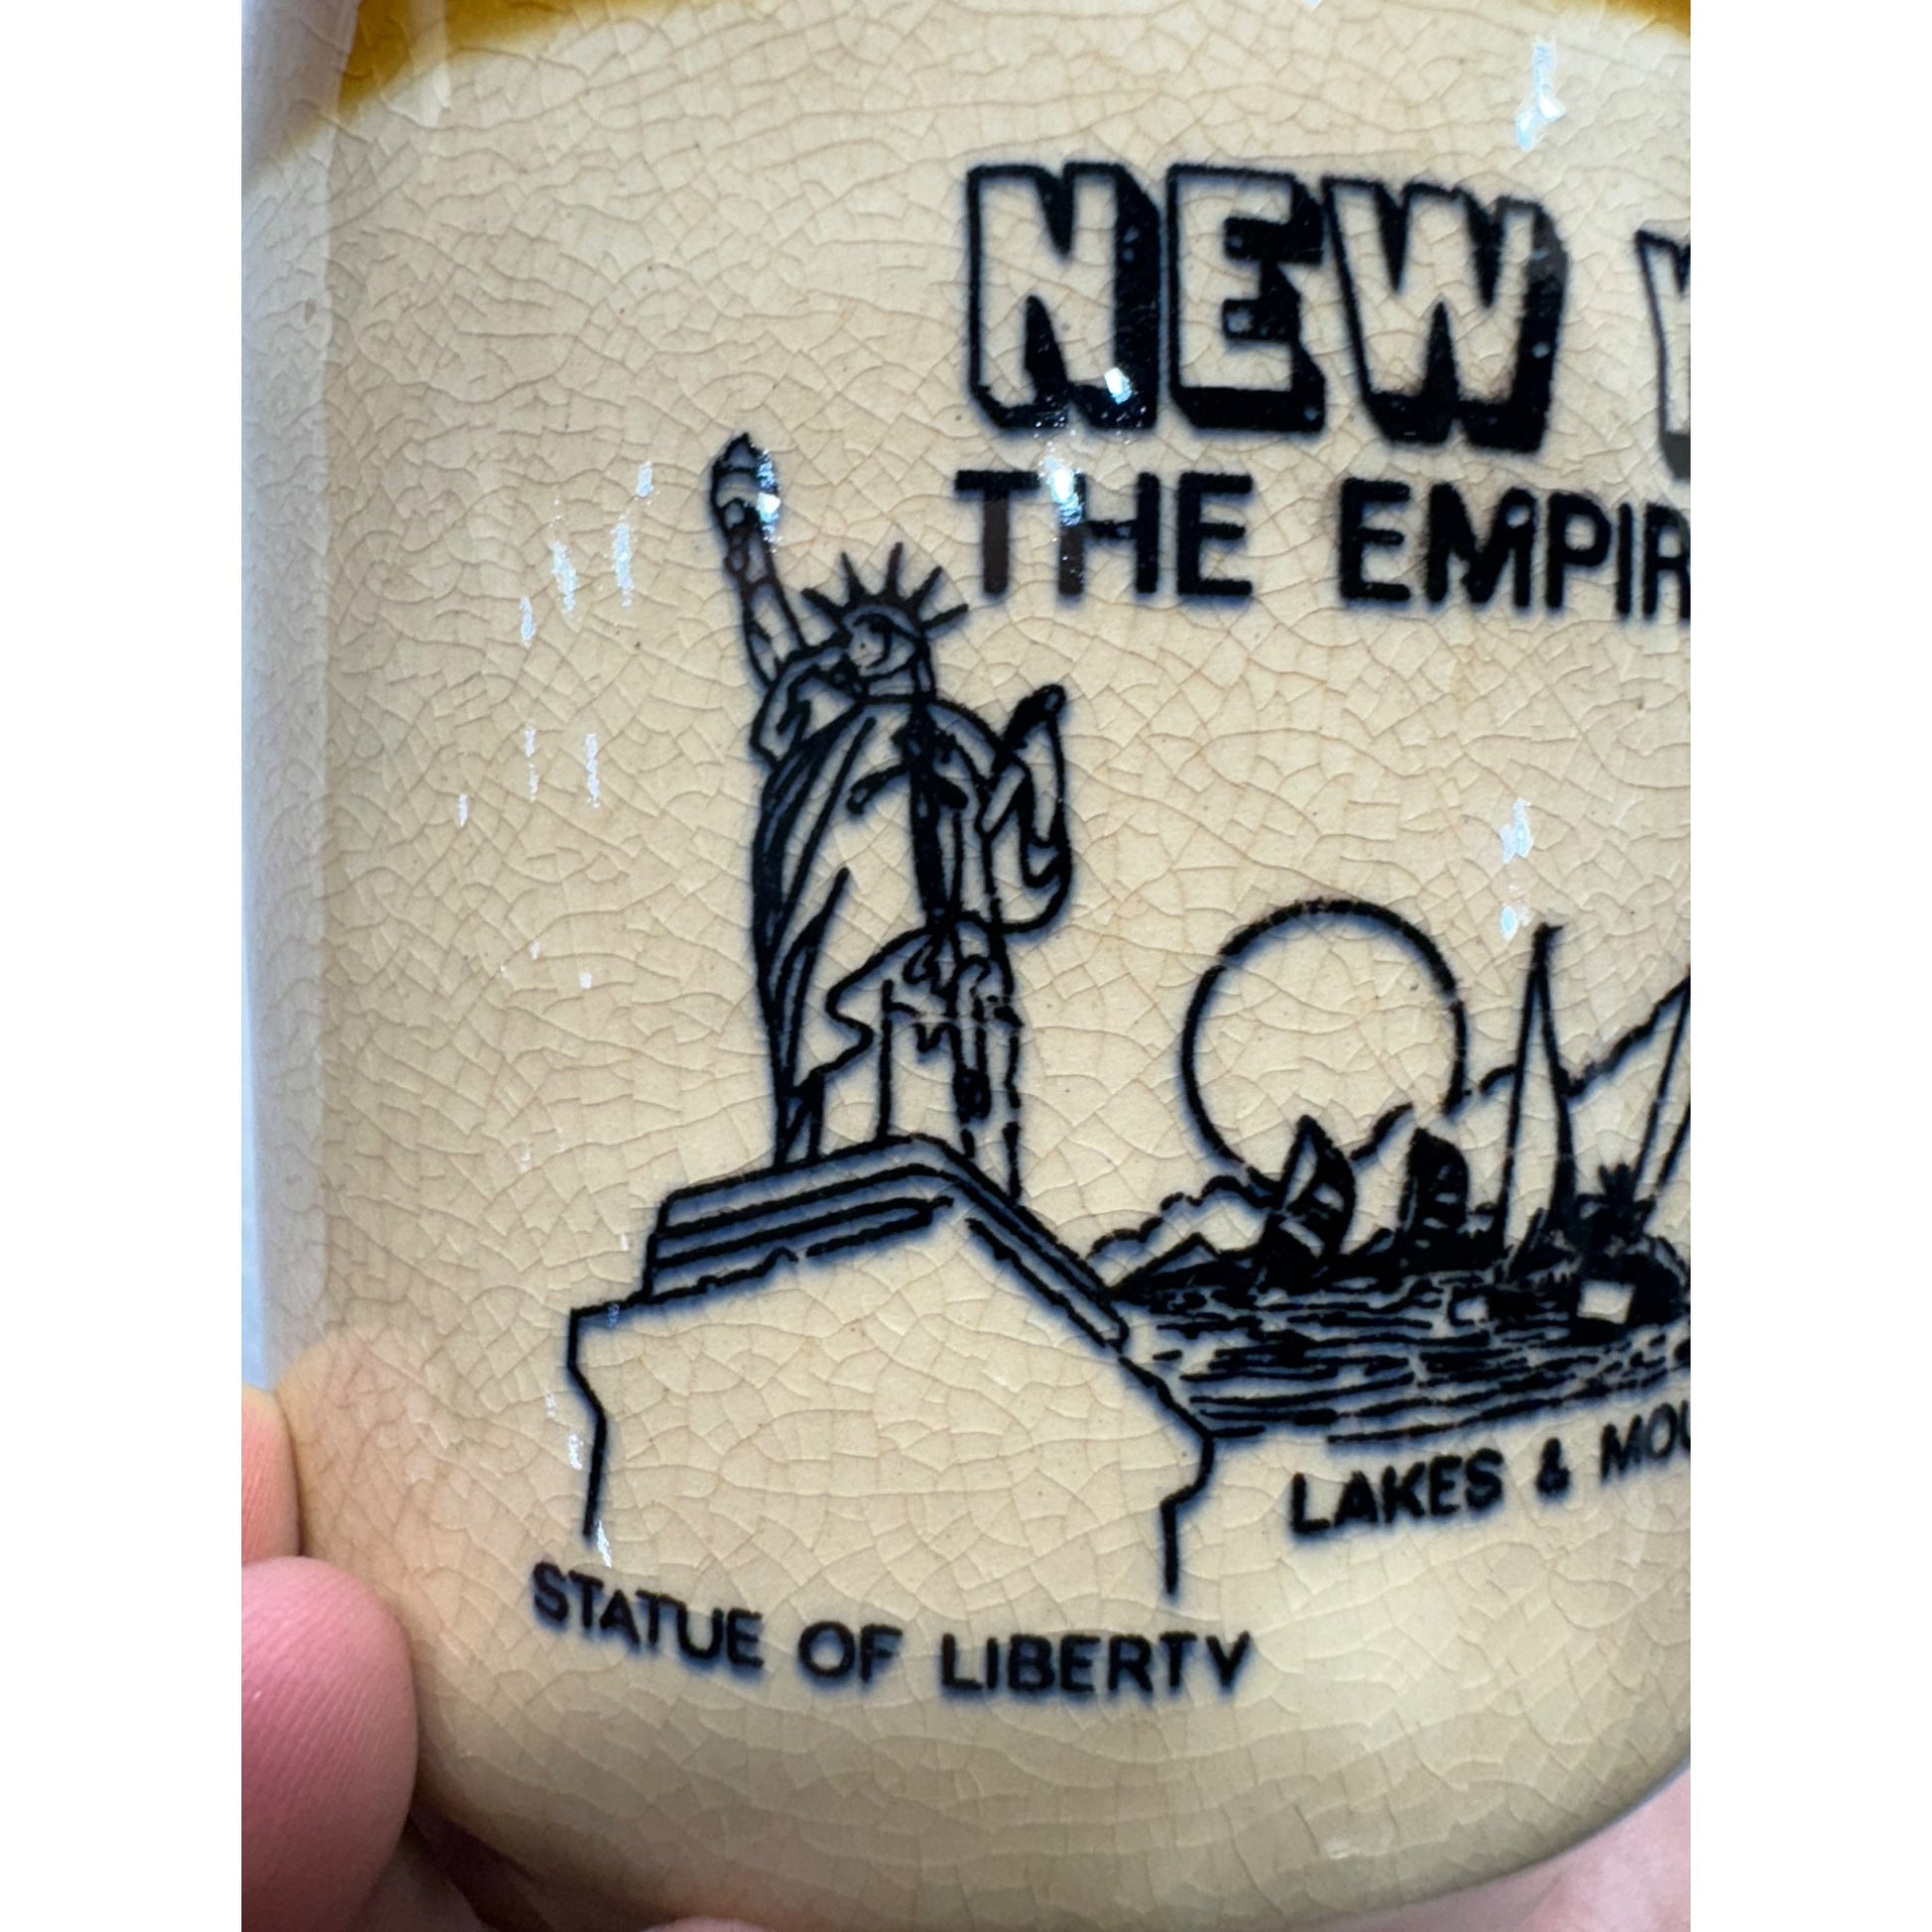 NEW
THE EMPIR
LAKES & MOU
STATUE OF LIBERTY